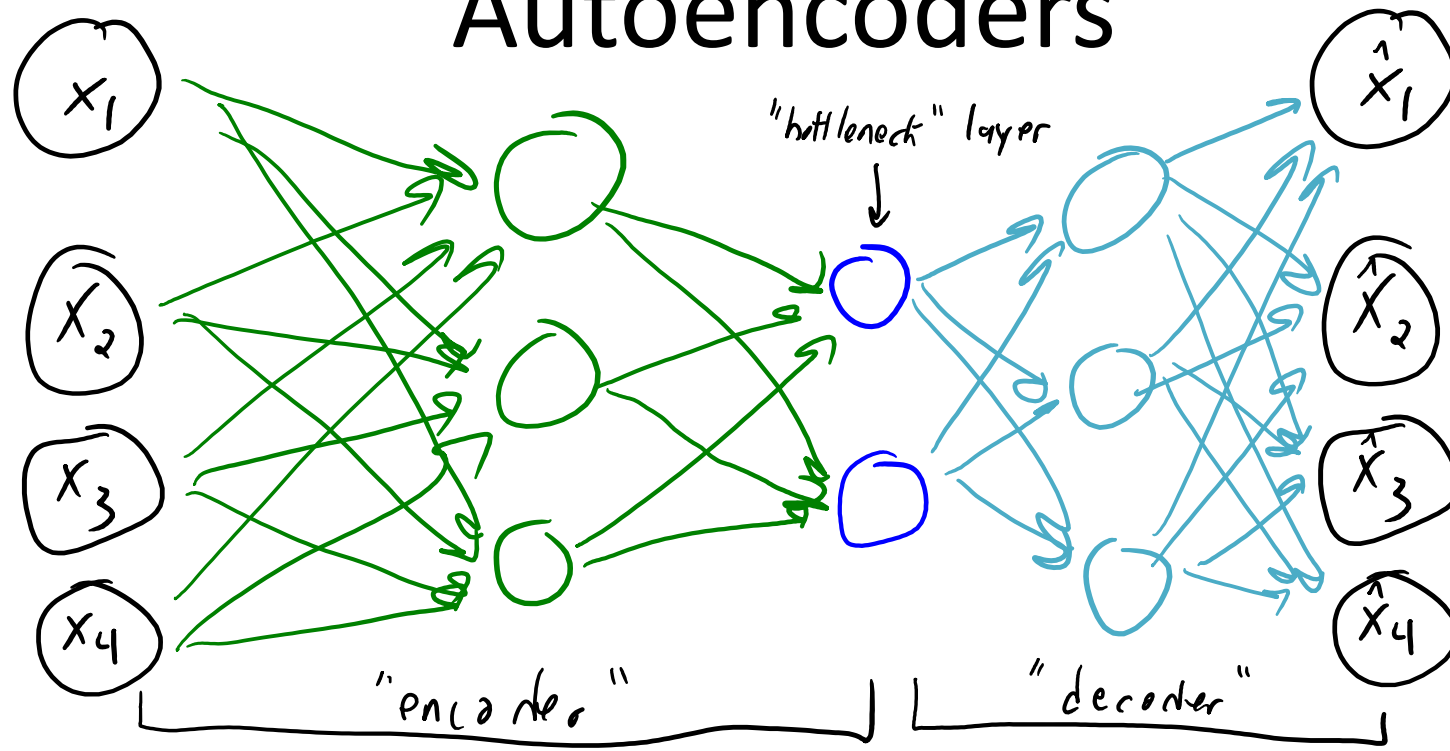 Autoencoders
"bottleneck" layer
x₁
x₂
x₃
x₄
x̂₁
x̂₂
x̂₃
x̂₄
"encoder"
"decoder"